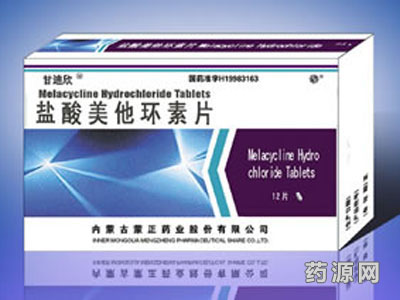 盐酸美他环素片 Melacycline Hydrochloride
甘迪欣
国药准字H19983163
Melacycline Hydrochloride Tablets
盐酸美他环素片
Melacycline Hydro
chloride Tablets
12片
内蒙古蒙正药业股份有限公司
INNER MONGOLIA MENGZHENG PHARMACEUTICAL SHARE CO.,LTD.
药源网